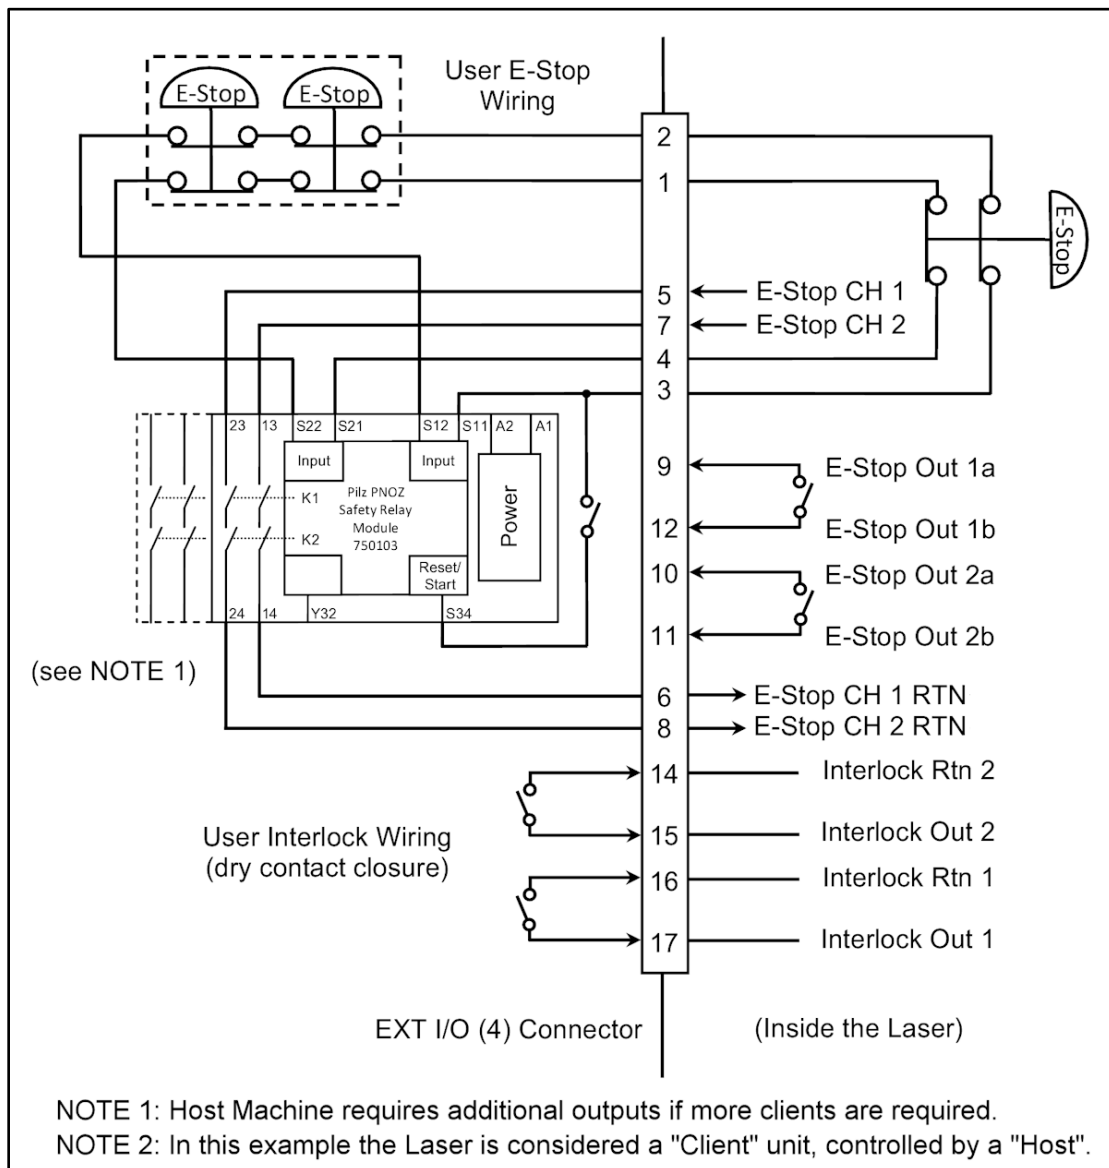 User E-Stop
Wiring
E-Stop
E-Stop
2
1
E-Stop
5
E-Stop CH 1
7
E-Stop CH 2
4
3
23
13
S22
S21
S12
S11
A2
A1
Input
Input
K1
Pilz PNOZ
Safety Relay
Module
750103
K2
Power
Reset/
Start
24
14
Y32
S34
9
E-Stop Out 1a
12
E-Stop Out 1b
10
E-Stop Out 2a
11
E-Stop Out 2b
(see NOTE 1)
6
E-Stop CH 1 RTN
8
E-Stop CH 2 RTN
14
Interlock Rtn 2
User Interlock Wiring
(dry contact closure)
15
Interlock Out 2
16
Interlock Rtn 1
17
Interlock Out 1
EXT I/O (4) Connector
(Inside the Laser)
NOTE 1: Host Machine requires additional outputs if more clients are required.
NOTE 2: In this example the Laser is considered a "Client" unit, controlled by a "Host".